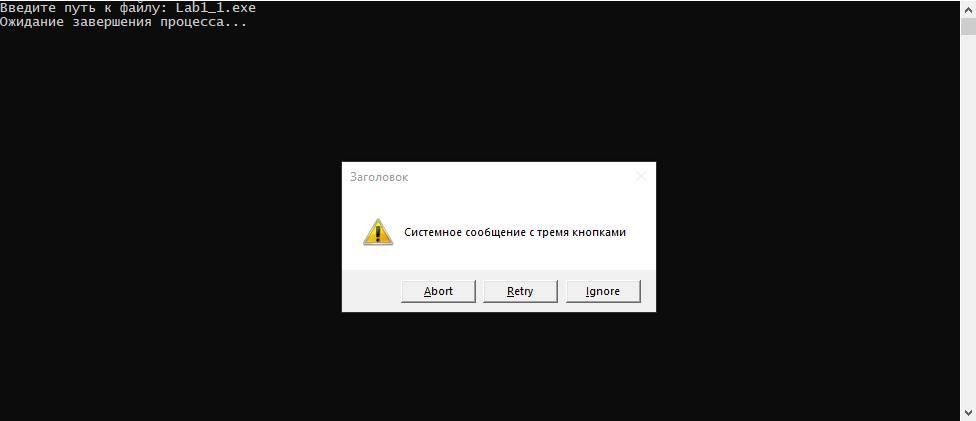 Введите путь к файлу: Lab1_1.exe
Ожидание завершения процесса...
Заголовок
Системное сообщение с тремя кнопками
Abort Retry Ignore